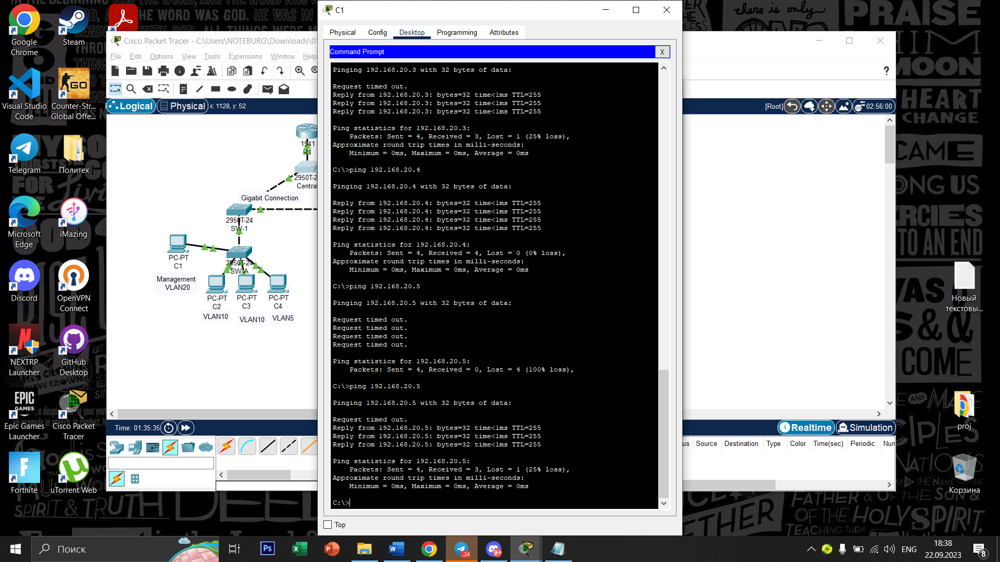 Google
Chrome
Steam
Visual Studio
Code
Counter-Str...
Global Offe...
Telegram
Политех
Microsoft
Edge
iMazing
Discord
OpenVPN
Connect
NEXTRP
Launcher
GitHub
Desktop
Epic Games
Launcher
Cisco Packet
Tracer
Fortnite
uTorrent Web
Cisco Packet Tracer - C:\Users\NOTEBURG\Downloads\01
File Edit Options View Tools Extensions Window Help
Logical Physical x: 1128, y: 52
[Root] 02:56:00
1941
R1
2950T-2
Central
Gigabit Connection
2950T-24
SW-1
PC-PT
C1
2950T-24
SW-A
Management
VLAN20
PC-PT
C2
VLAN10
PC-PT
C3
VLAN10
PC-PT
C4
VLAN5
Time: 01:35:35
Realtime Simulation
us Source Destination Type Color Time(sec) Periodic Nun
C1
Physical Config Desktop Programming Attributes
Command Prompt X
Pinging 192.168.20.3 with 32 bytes of data:
Request timed out.
Reply from 192.168.20.3: bytes=32 time<1ms TTL=255
Reply from 192.168.20.3: bytes=32 time<1ms TTL=255
Reply from 192.168.20.3: bytes=32 time<1ms TTL=255
Ping statistics for 192.168.20.3:
Packets: Sent = 4, Received = 3, Lost = 1 (25% loss),
Approximate round trip times in milli-seconds:
Minimum = 0ms, Maximum = 0ms, Average = 0ms
C:\>ping 192.168.20.4
Pinging 192.168.20.4 with 32 bytes of data:
Reply from 192.168.20.4: bytes=32 time<1ms TTL=255
Reply from 192.168.20.4: bytes=32 time<1ms TTL=255
Reply from 192.168.20.4: bytes=32 time<1ms TTL=255
Reply from 192.168.20.4: bytes=32 time<1ms TTL=255
Ping statistics for 192.168.20.4:
Packets: Sent = 4, Received = 4, Lost = 0 (0% loss),
Approximate round trip times in milli-seconds:
Minimum = 0ms, Maximum = 0ms, Average = 0ms
C:\>ping 192.168.20.5
Pinging 192.168.20.5 with 32 bytes of data:
Request timed out.
Request timed out.
Request timed out.
Request timed out.
Ping statistics for 192.168.20.5:
Packets: Sent = 4, Received = 0, Lost = 4 (100% loss),
C:\>ping 192.168.20.5
Pinging 192.168.20.5 with 32 bytes of data:
Request timed out.
Reply from 192.168.20.5: bytes=32 time<1ms TTL=255
Reply from 192.168.20.5: bytes=32 time<1ms TTL=255
Reply from 192.168.20.5: bytes=32 time<1ms TTL=255
Ping statistics for 192.168.20.5:
Packets: Sent = 4, Received = 3, Lost = 1 (25% loss),
Approximate round trip times in milli-seconds:
Minimum = 0ms, Maximum = 0ms, Average = 0ms
C:\>
Top
Новый
текстовы...
proj
Корзина
Поиск
ENG
18:38
22.09.2023
8